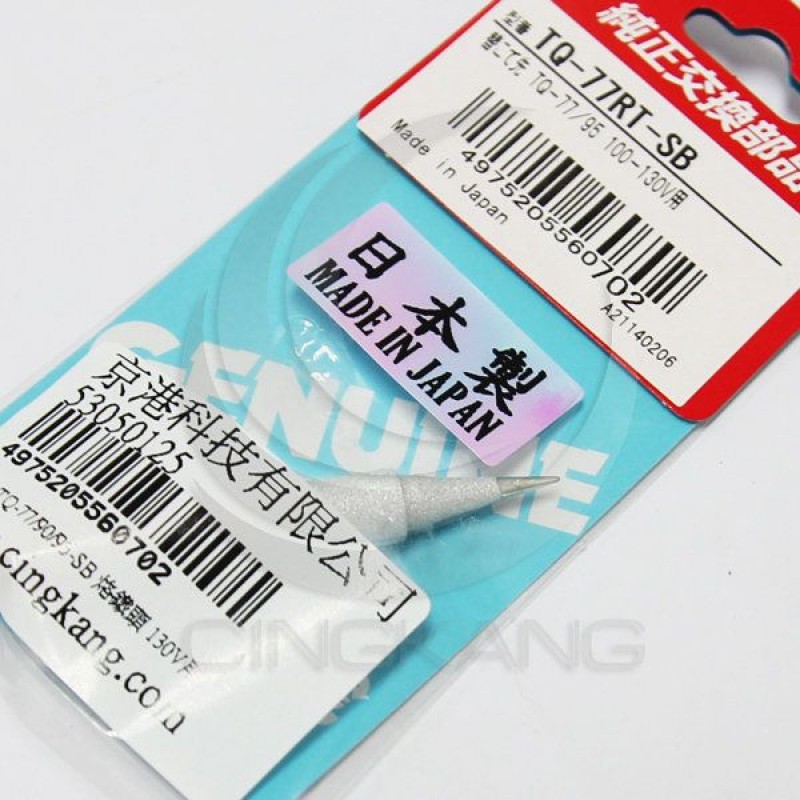 純正交換部品
型番 TQ-77RT-SB
替こて先 TQ-77/95 100-130V用
4975205560702
Made in Japan
A21140206
日本製
MADE IN JAPAN
GENUINE
京港科技有限公司
53050125
4975205560702
TQ-77/90/95-SB 烙鐵頭 130V用
.cingkang.com
CINGKANG